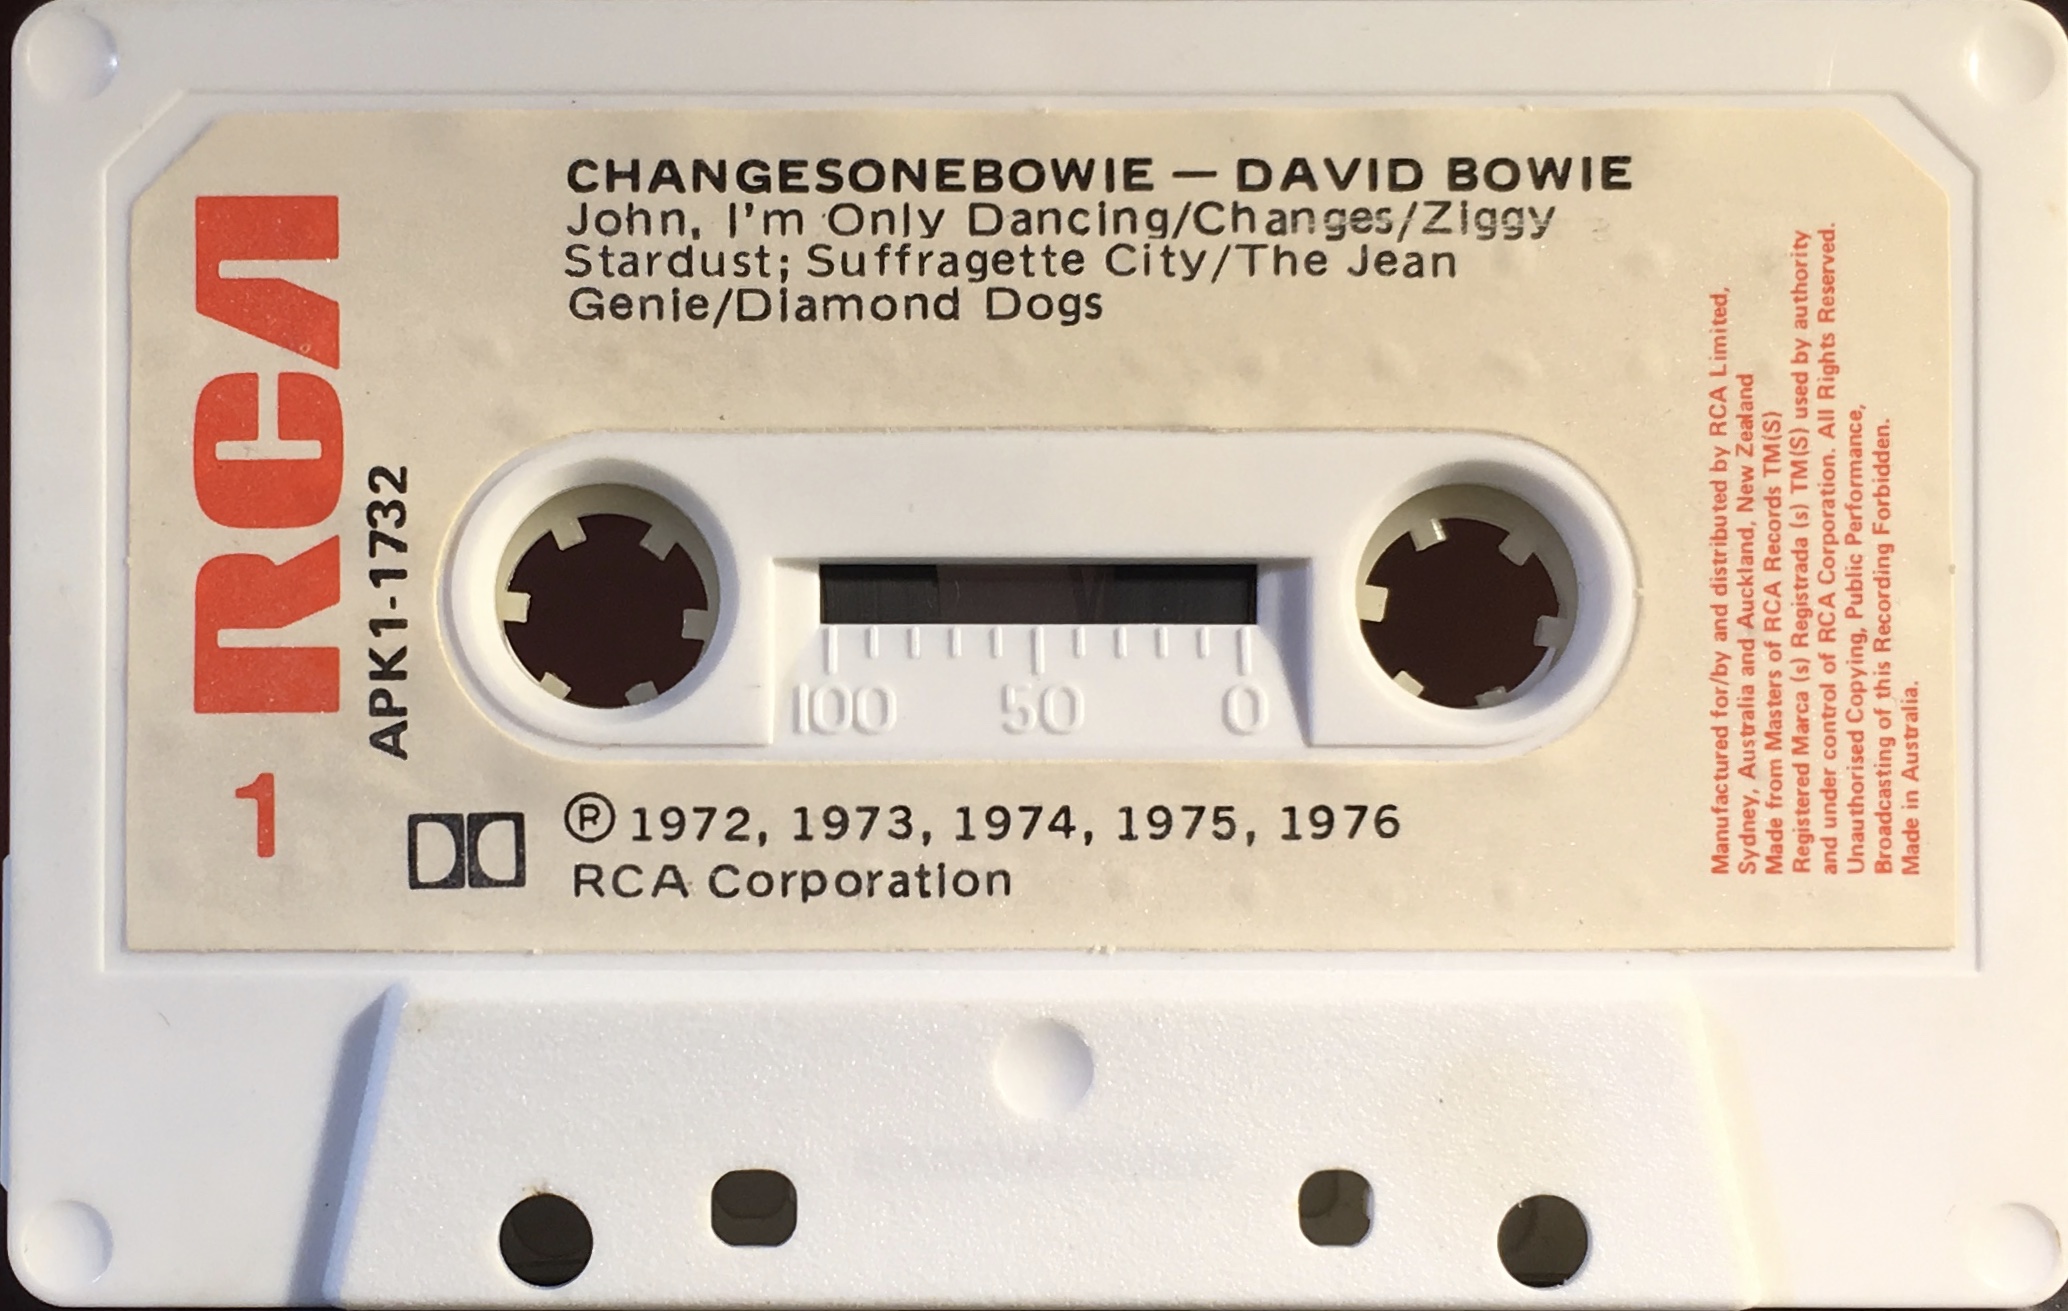 CHANGESONEBOWIE — DAVID BOWIE
John, I'm Only Dancing/Changes/Ziggy
Stardust; Suffragette City/The Jean
Genie/Diamond Dogs
RCA
1
APK1-1732
100 50 0
Ⓟ 1972, 1973, 1974, 1975, 1976
RCA Corporation
Manufactured for/by and distributed by RCA Limited,
Sydney, Australia and Auckland, New Zealand
Made from Masters of RCA Records TM(S)
Registered Marca (s) Registrada (s) TM(S) used by authority
and under control of RCA Corporation. All Rights Reserved.
Unauthorised Copying, Public Performance,
Broadcasting of this Recording Forbidden.
Made in Australia.